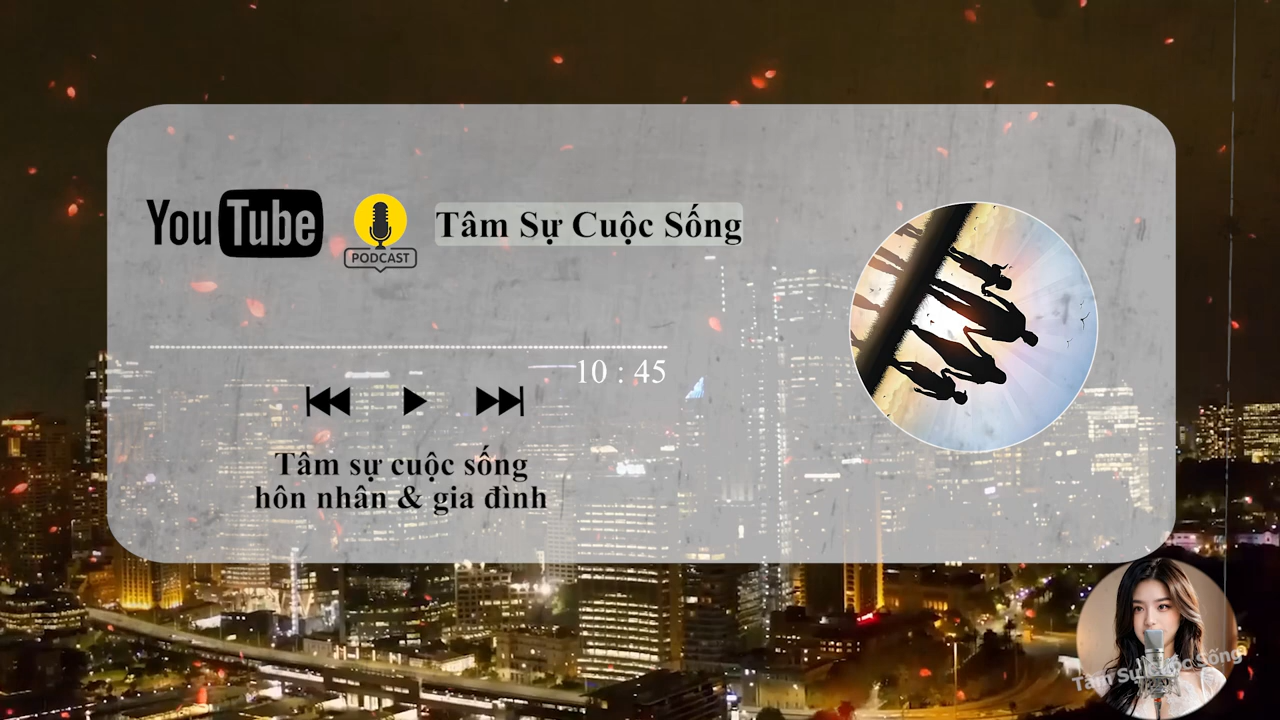 YouTube
PODCAST
Tâm Sự Cuộc Sống
10 : 45
Tâm sự cuộc sống
hôn nhân & gia đình
Tâm Sự Cuộc Sống